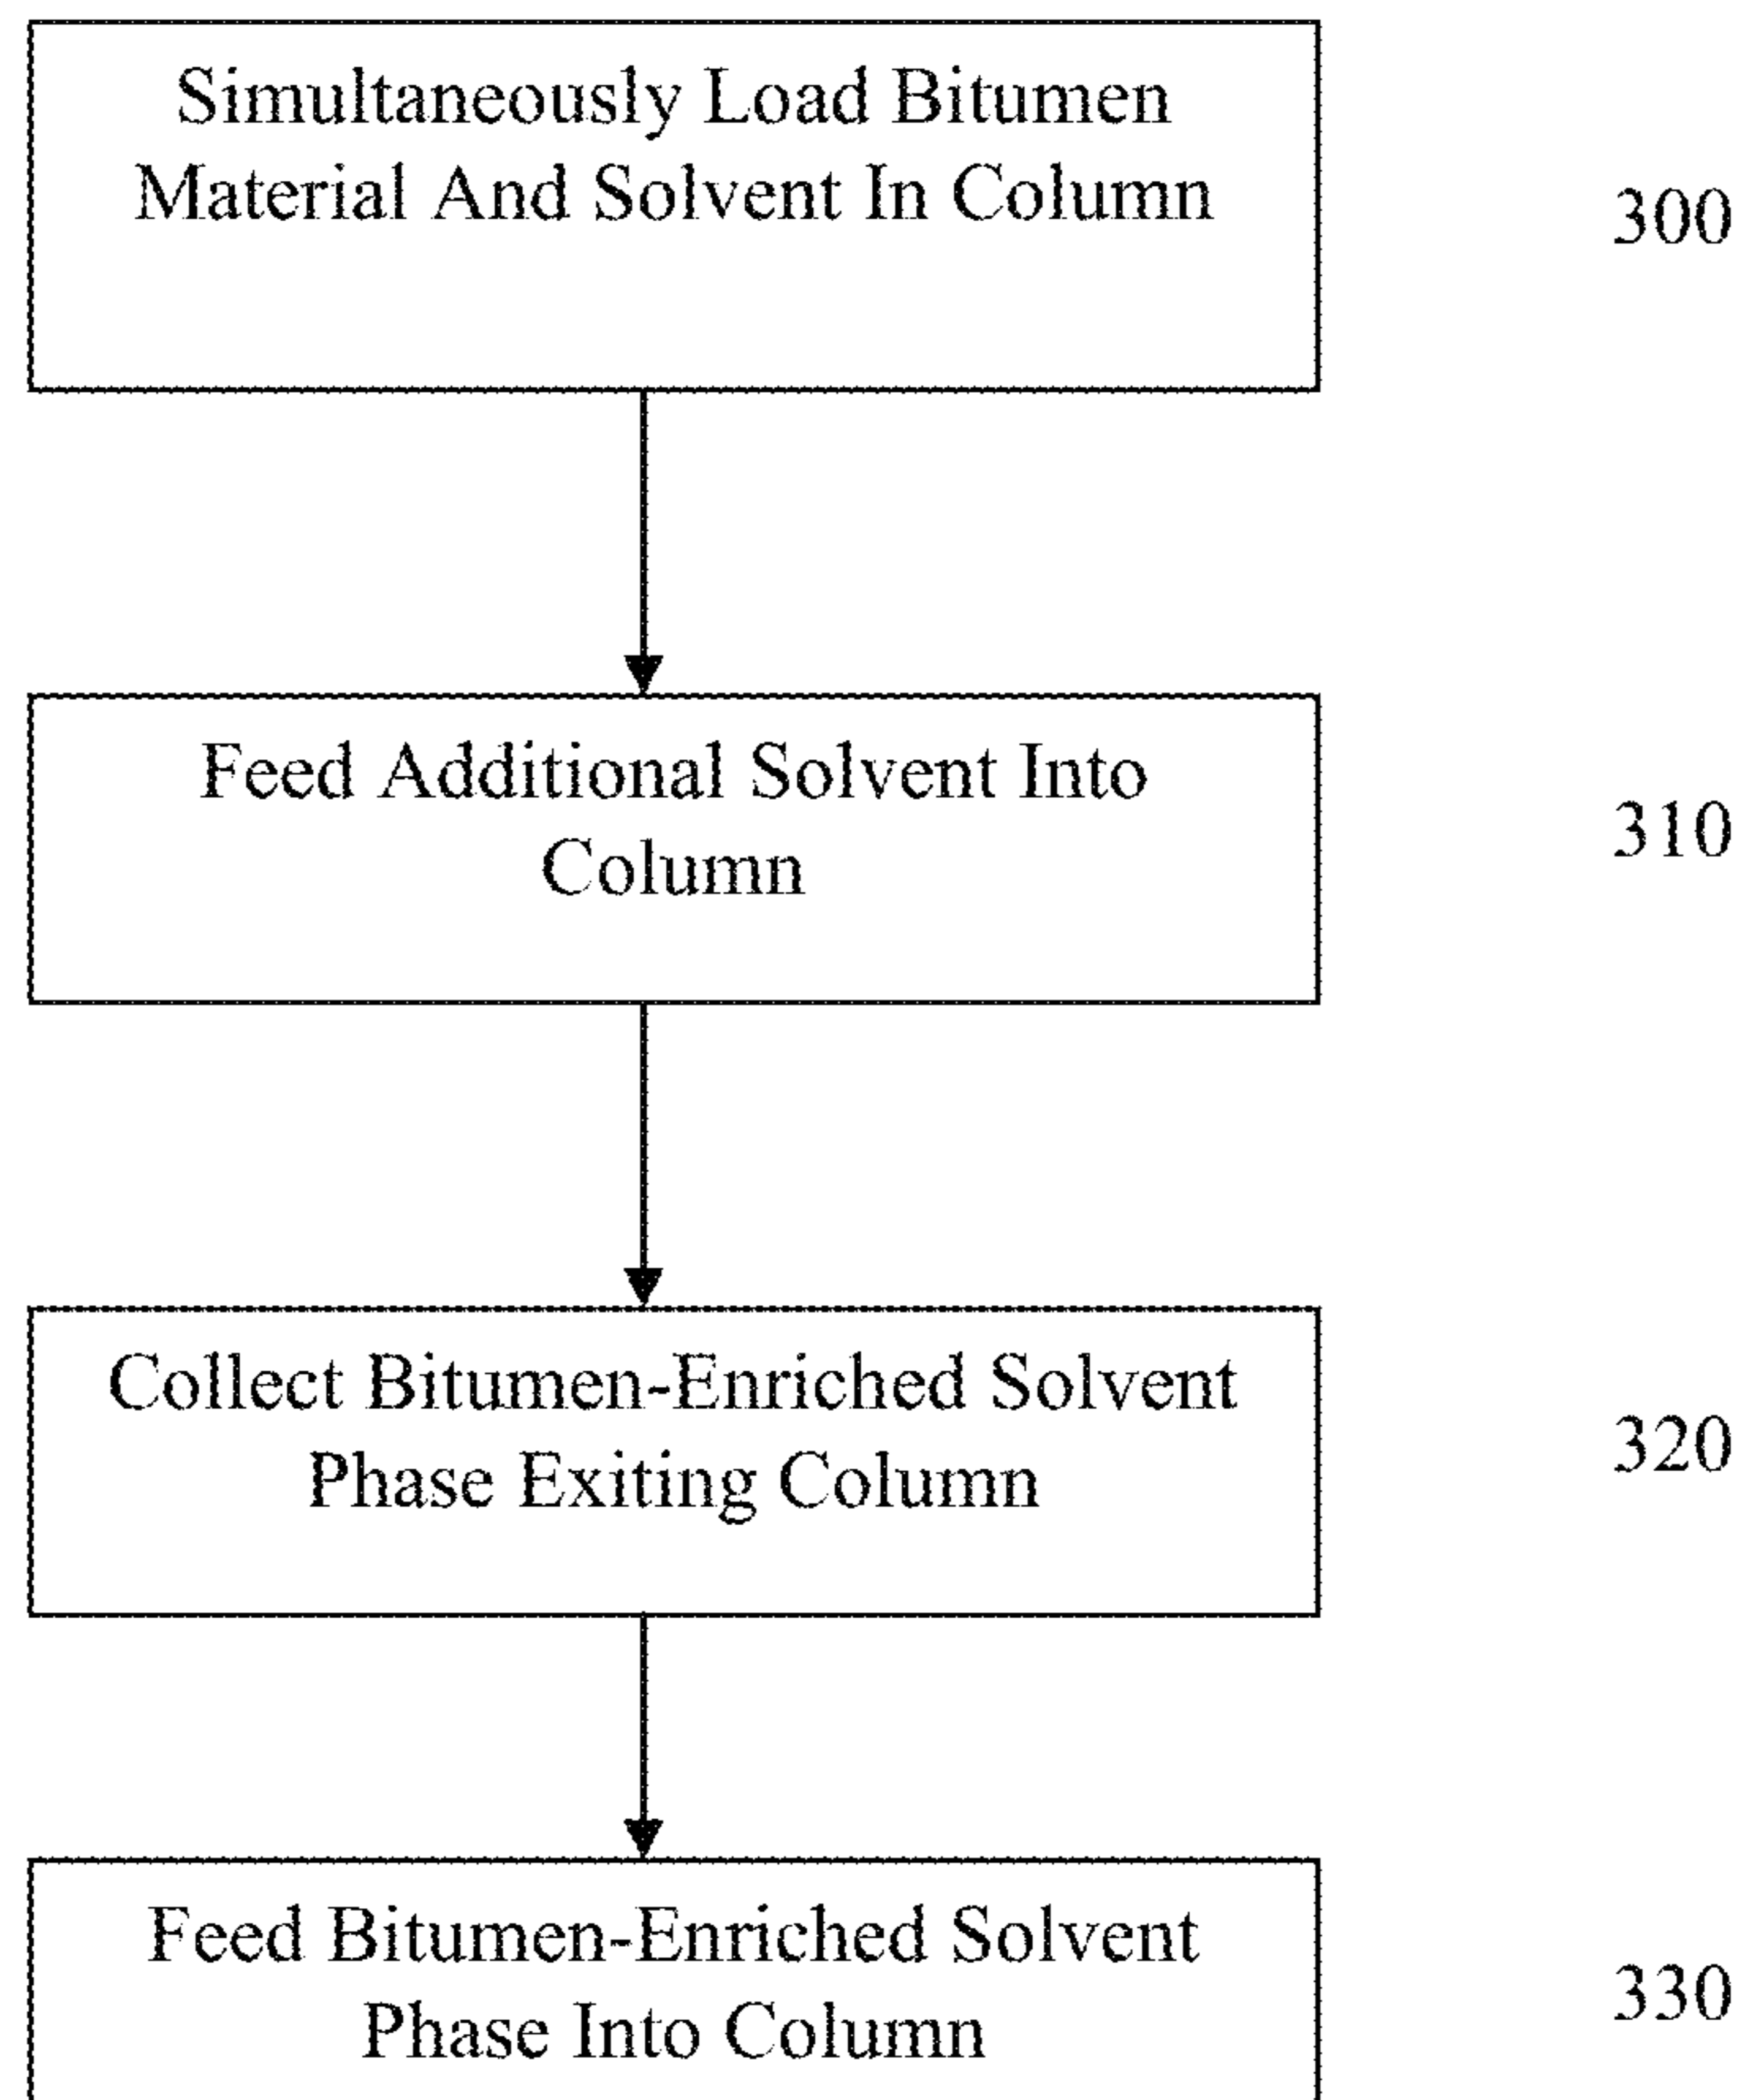 Simultaneously Load Bitumen
Material And Solvent In Column
300
Feed Additional Solvent Into
Column
310
Collect Bitumen-Enriched Solvent
Phase Exiting Column
320
Feed Bitumen-Enriched Solvent
Phase Into Column
330